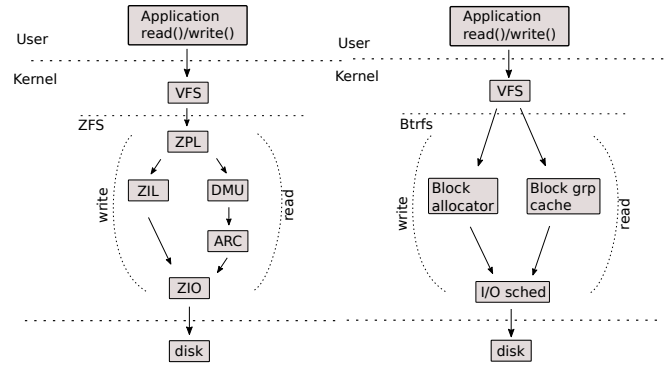 Application
read()/write()
User
Kernel
VFS
ZFS
ZPL
ZIL
DMU
write
read
ARC
ZIO
disk
Application
read()/write()
User
Kernel
VFS
Btrfs
Block
allocator
Block grp
cache
write
read
I/O sched
disk